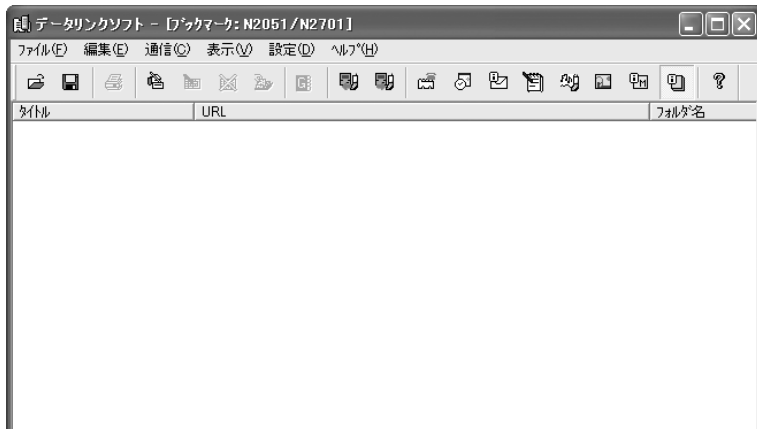 データリンクソフト - [ﾌﾞｯｸﾏｰｸ: N2051/N2701]
ﾌｧｲﾙ(F) 編集(E) 通信(C) 表示(V) 設定(D) ﾍﾙﾌﾟ(H)
ﾀｲﾄﾙ URL ﾌｫﾙﾀﾞ名